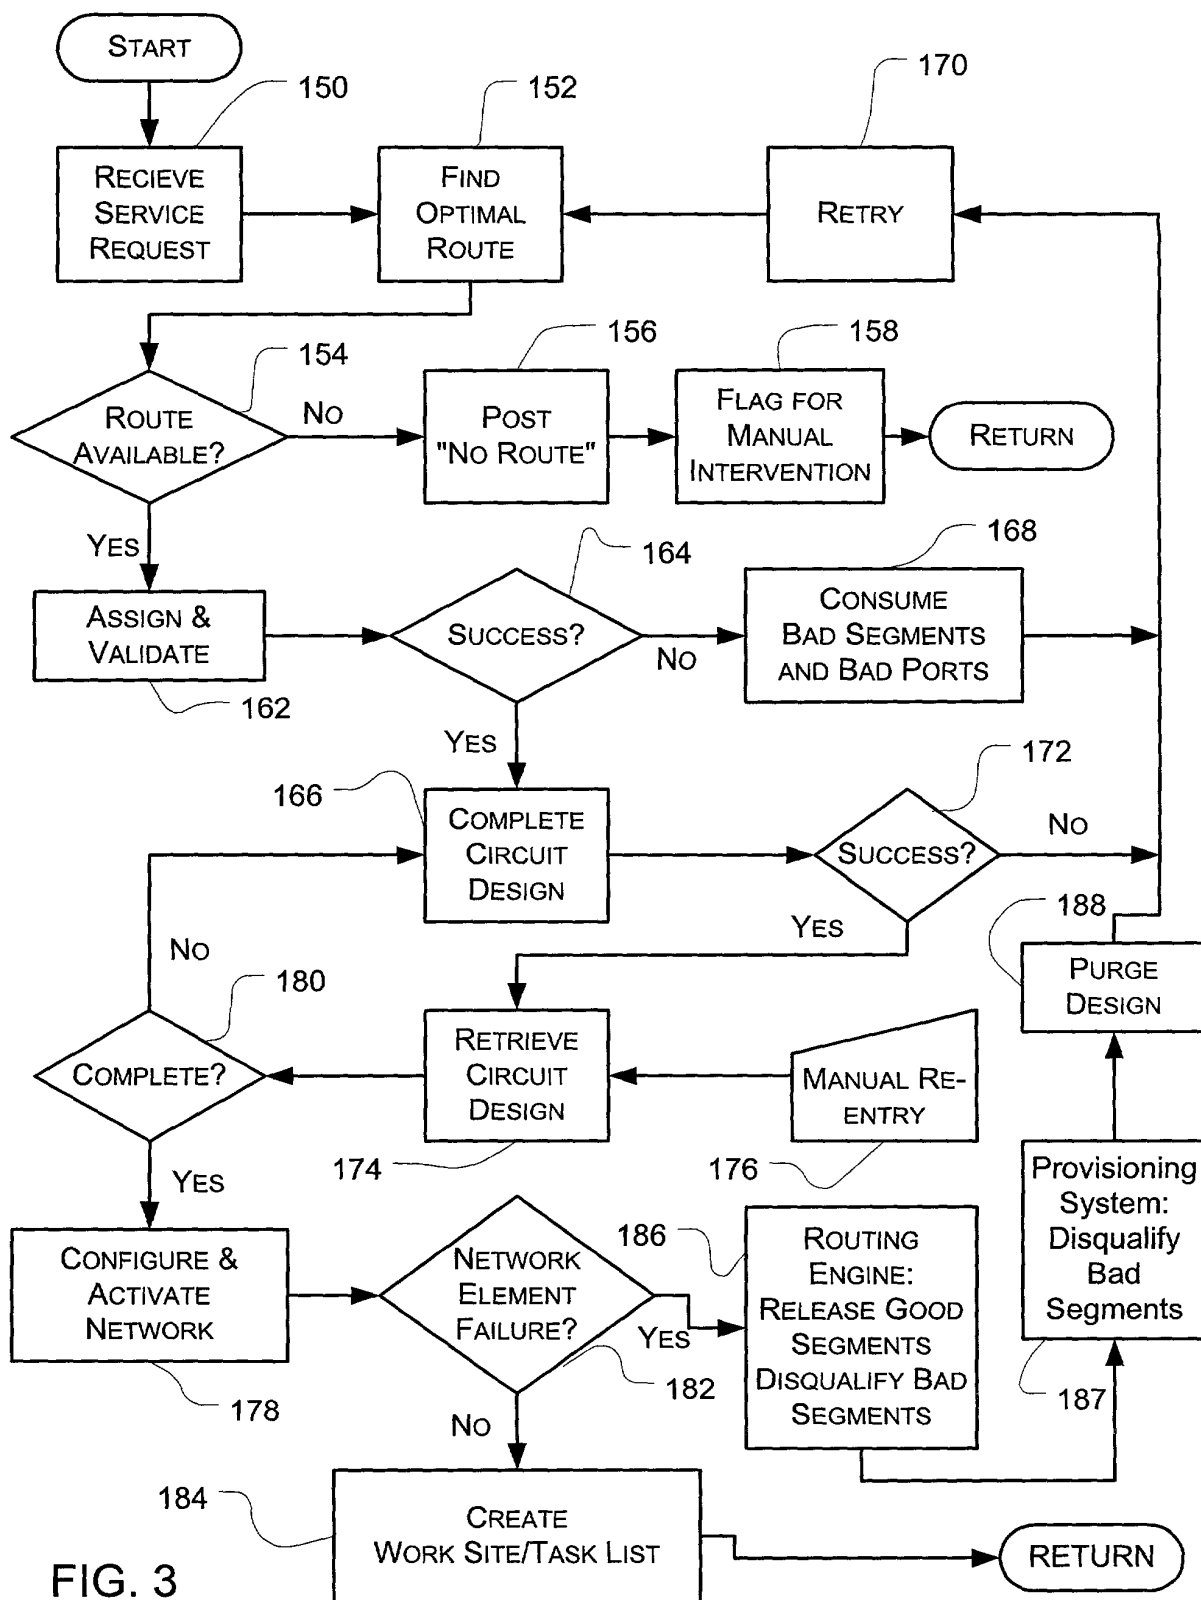 START
150
152
170
RECIEVE
SERVICE
REQUEST
FIND
OPTIMAL
ROUTE
RETRY
154
156
158
ROUTE
AVAILABLE?
NO
POST
"NO ROUTE"
FLAG FOR
MANUAL
INTERVENTION
RETURN
YES
164
168
ASSIGN &
VALIDATE
162
SUCCESS?
NO
CONSUME
BAD SEGMENTS
AND BAD PORTS
YES
172
166
COMPLETE
CIRCUIT
DESIGN
SUCCESS?
NO
YES
188
PURGE
DESIGN
NO
180
COMPLETE?
RETRIEVE
CIRCUIT
DESIGN
174
MANUAL RE-
ENTRY
176
Provisioning
System:
Disqualify
Bad
Segments
187
YES
CONFIGURE &
ACTIVATE
NETWORK
178
NETWORK
ELEMENT
FAILURE?
YES
182
186
ROUTING
ENGINE:
RELEASE GOOD
SEGMENTS
DISQUALIFY BAD
SEGMENTS
NO
184
CREATE
WORK SITE/TASK LIST
RETURN
FIG. 3